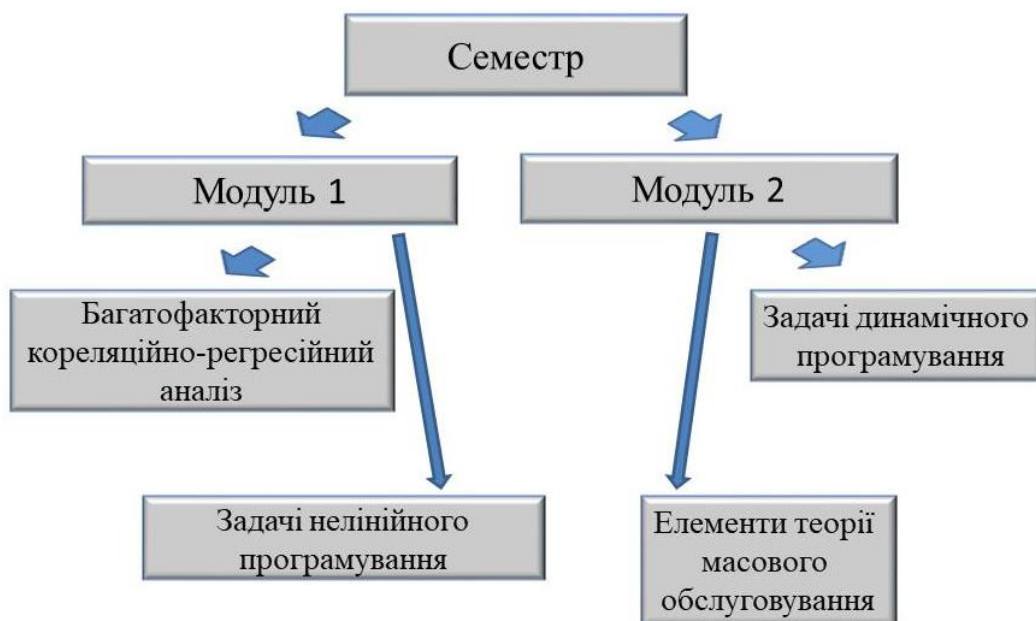 Семестр
Модуль 1
Модуль 2
Багатофакторний
кореляційно-регресійний
аналіз
Задачі динамічного
програмування
Задачі нелінійного
програмування
Елементи теорії
масового
обслуговування